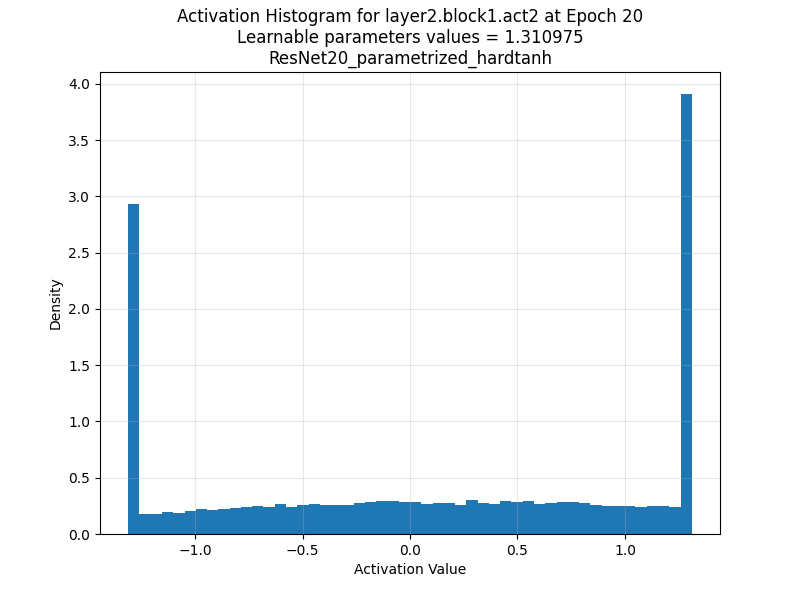 Activation Histogram for layer2.block1.act2 at Epoch 20
Learnable parameters values = 1.310975
ResNet20_parametrized_hardtanh
4.0
3.5
3.0
2.5
2.0
1.5
1.0
0.5
0.0
Density
−1.0
−0.5
0.0
0.5
1.0
Activation Value